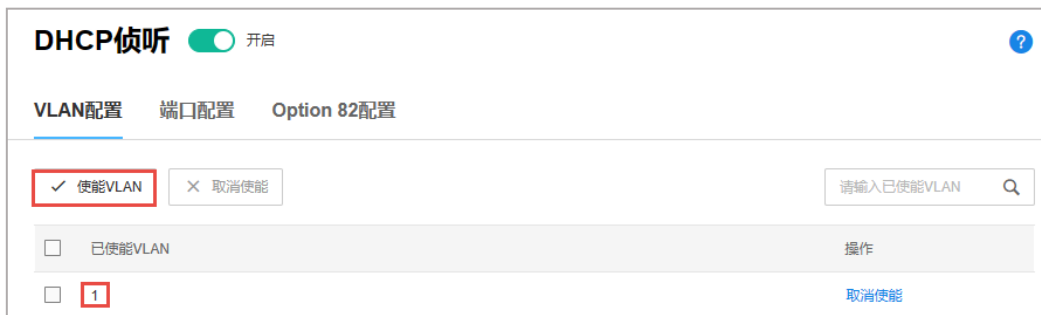 DHCP侦听 开启 ?
VLAN配置 端口配置 Option 82配置
使能VLAN 取消使能 请输入已使能VLAN
已使能VLAN 操作
1 取消使能